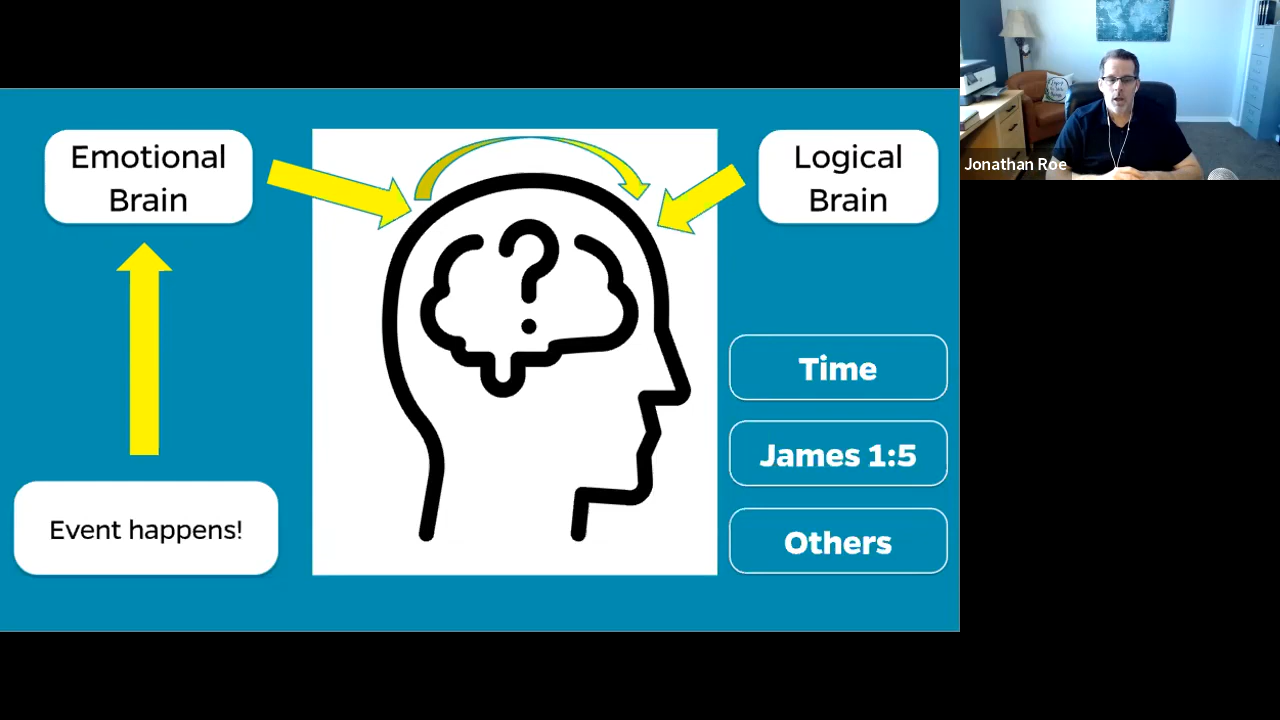 Emotional
Brain
Logical
Brain
Jonathan Roe
Time
James 1:5
Others
Event happens!